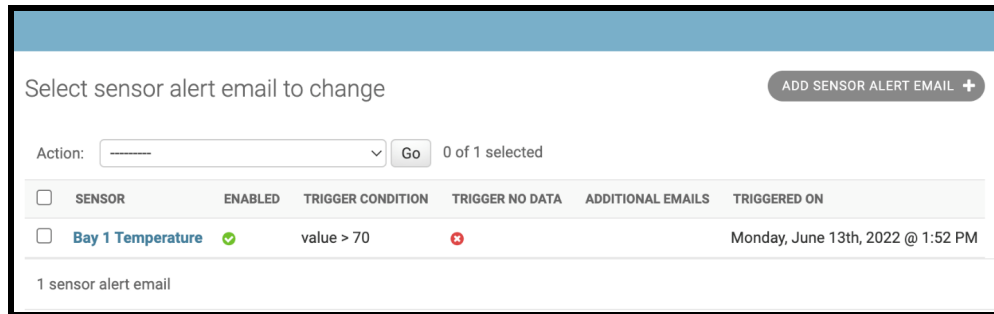 Select sensor alert email to change
ADD SENSOR ALERT EMAIL +
Action: --------- Go 0 of 1 selected
SENSOR ENABLED TRIGGER CONDITION TRIGGER NO DATA ADDITIONAL EMAILS TRIGGERED ON
Bay 1 Temperature value > 70 Monday, June 13th, 2022 @ 1:52 PM
1 sensor alert email